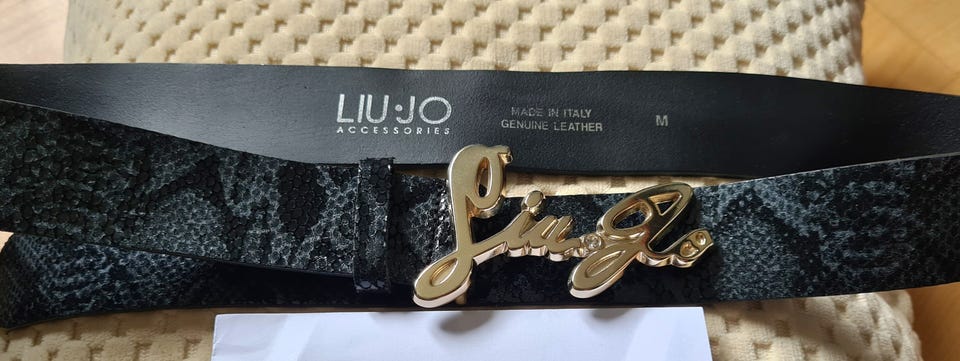 LIU·JO
ACCESSORIES
MADE IN ITALY
GENUINE LEATHER
M
Liu·Jo